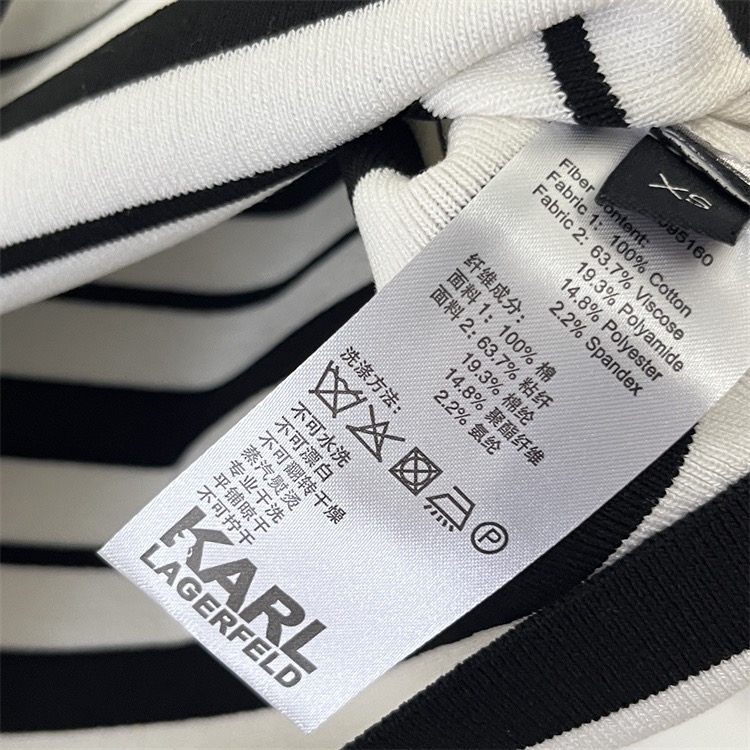 XS
095160
Fiber Content:
Fabric 1: 100% Cotton
Fabric 2: 63.7% Viscose
19.3% Polyamide
14.8% Polyester
2.2% Spandex
纤维成分:
面料 1: 100% 棉
面料 2: 63.7% 粘纤
19.3% 棉纶
14.8% 聚酯纤维
2.2% 氨纶
洗涤方法:
P
不可水洗
不可漂白
不可翻转干燥
蒸汽熨烫
专业干洗
平铺晾干
不可拧干
KARL
LAGERFELD